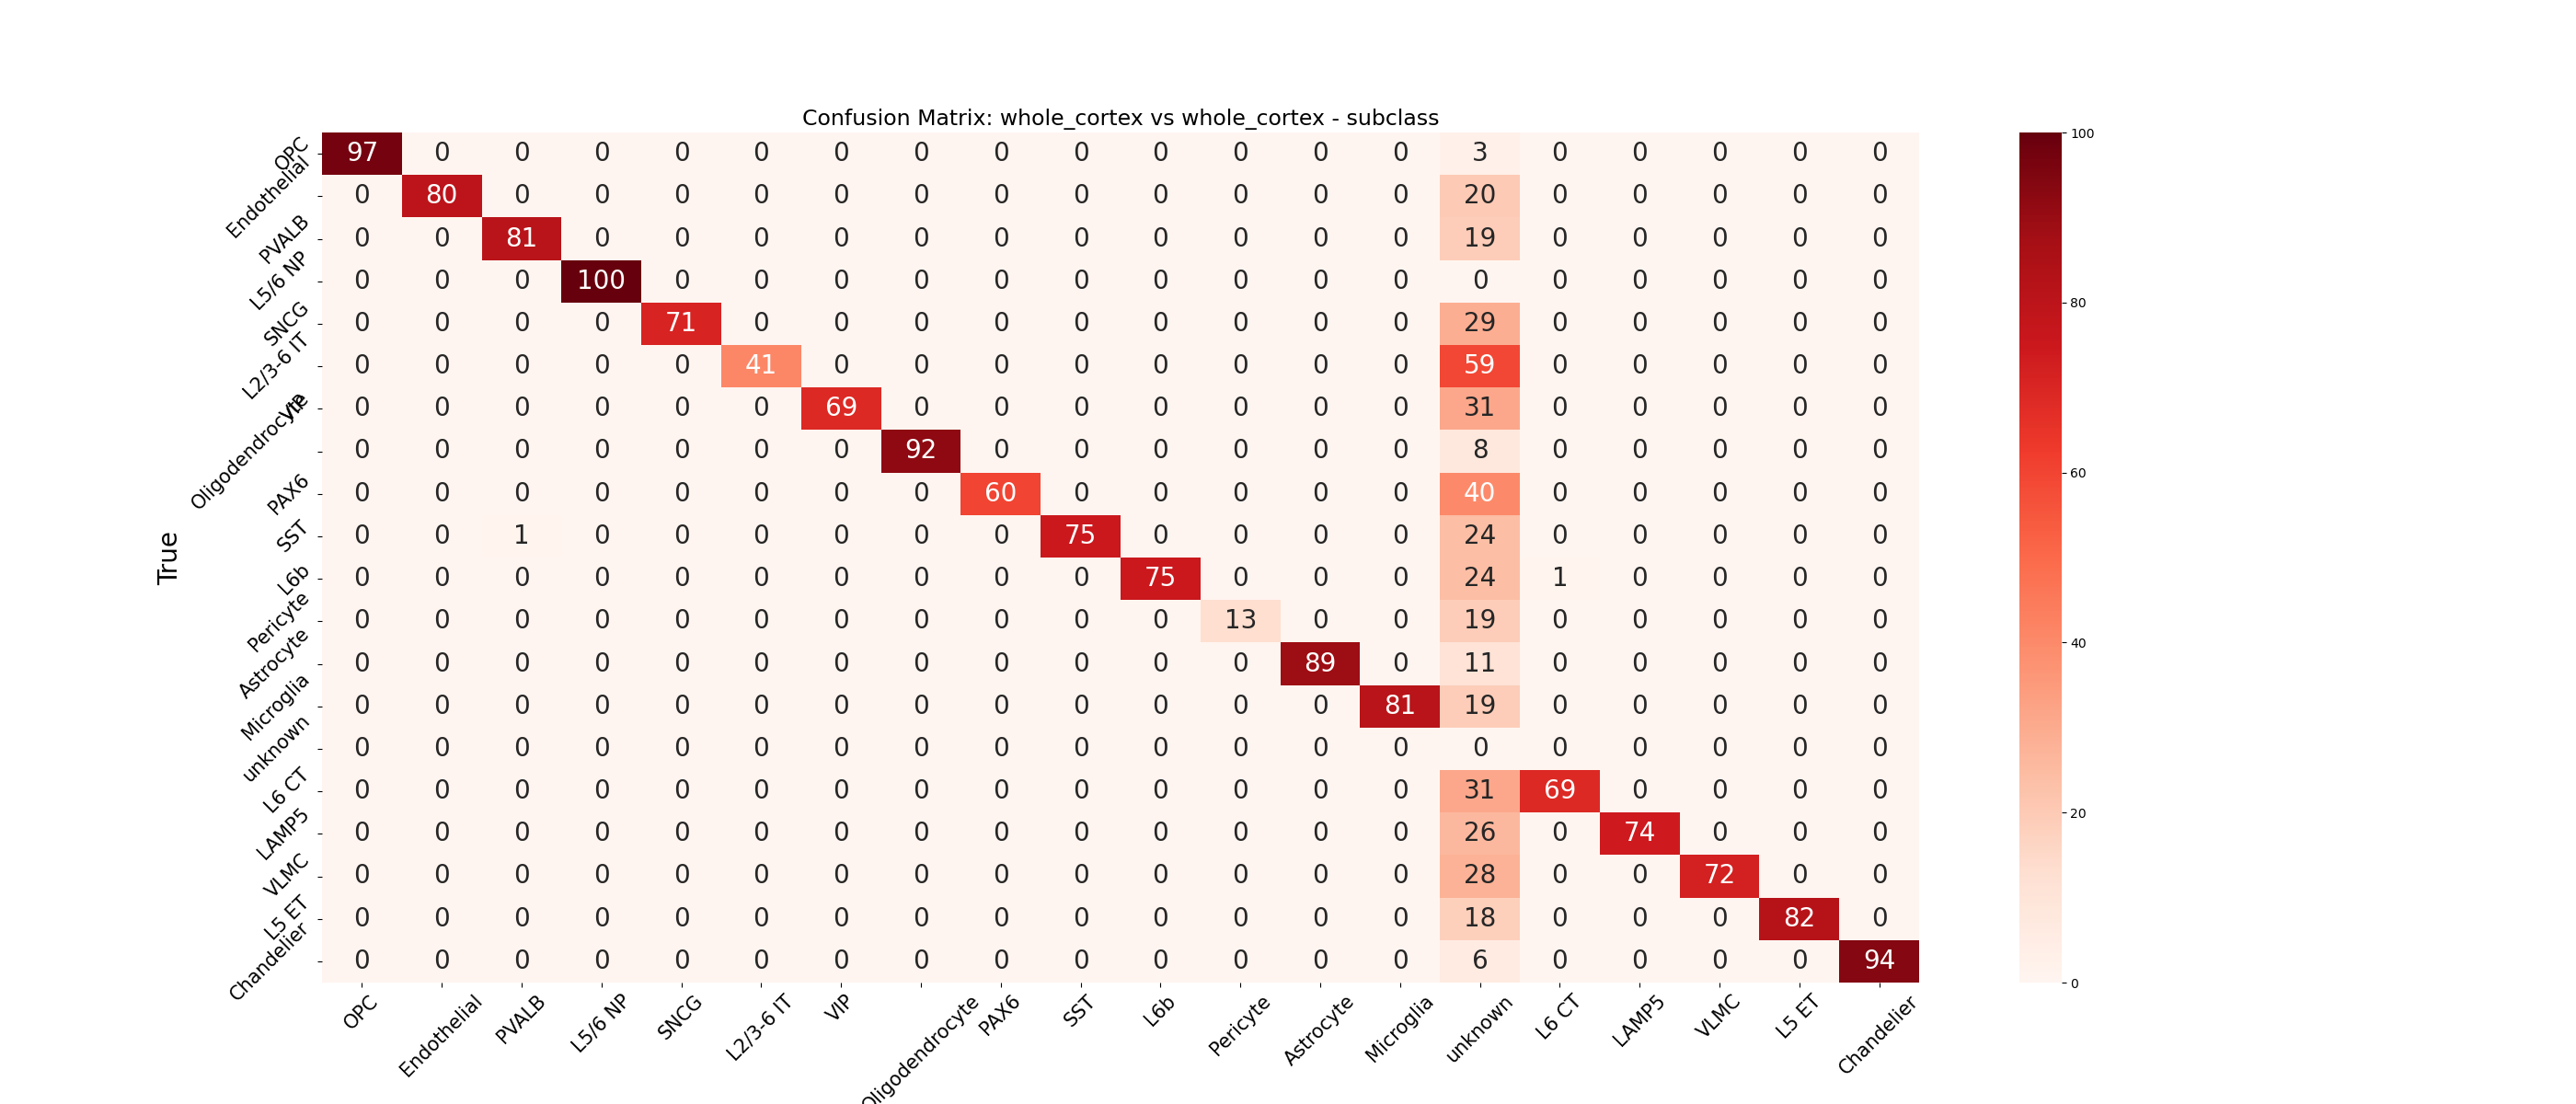 Confusion Matrix: whole_cortex vs whole_cortex - subclass
OPC 97 0 0 0 0 0 0 0 0 0 0 0 0 0 3 0 0 0 0 0
Endothelial 0 80 0 0 0 0 0 0 0 0 0 0 0 0 20 0 0 0 0 0
PVALB 0 0 81 0 0 0 0 0 0 0 0 0 0 0 19 0 0 0 0 0
L5/6 NP 0 0 0 100 0 0 0 0 0 0 0 0 0 0 0 0 0 0 0 0
SNCG 0 0 0 0 71 0 0 0 0 0 0 0 0 0 29 0 0 0 0 0
L2/3-6 IT 0 0 0 0 0 41 0 0 0 0 0 0 0 0 59 0 0 0 0 0
VIP 0 0 0 0 0 0 69 0 0 0 0 0 0 0 31 0 0 0 0 0
Oligodendrocyte 0 0 0 0 0 0 0 92 0 0 0 0 0 0 8 0 0 0 0 0
PAX6 0 0 0 0 0 0 0 0 60 0 0 0 0 0 40 0 0 0 0 0
SST 0 0 1 0 0 0 0 0 0 75 0 0 0 0 24 0 0 0 0 0
L6b 0 0 0 0 0 0 0 0 0 0 75 0 0 0 24 1 0 0 0 0
Pericyte 0 0 0 0 0 0 0 0 0 0 0 13 0 0 19 0 0 0 0 0
Astrocyte 0 0 0 0 0 0 0 0 0 0 0 0 89 0 11 0 0 0 0 0
Microglia 0 0 0 0 0 0 0 0 0 0 0 0 0 81 19 0 0 0 0 0
unknown 0 0 0 0 0 0 0 0 0 0 0 0 0 0 0 0 0 0 0 0
L6 CT 0 0 0 0 0 0 0 0 0 0 0 0 0 0 31 69 0 0 0 0
LAMP5 0 0 0 0 0 0 0 0 0 0 0 0 0 0 26 0 74 0 0 0
VLMC 0 0 0 0 0 0 0 0 0 0 0 0 0 0 28 0 0 72 0 0
L5 ET 0 0 0 0 0 0 0 0 0 0 0 0 0 0 18 0 0 0 82 0
Chandelier 0 0 0 0 0 0 0 0 0 0 0 0 0 0 6 0 0 0 0 94
True
OPC Endothelial PVALB L5/6 NP SNCG L2/3-6 IT VIP Oligodendrocyte PAX6 SST L6b Pericyte Astrocyte Microglia unknown L6 CT LAMP5 VLMC L5 ET Chandelier
100
80
60
40
20
0